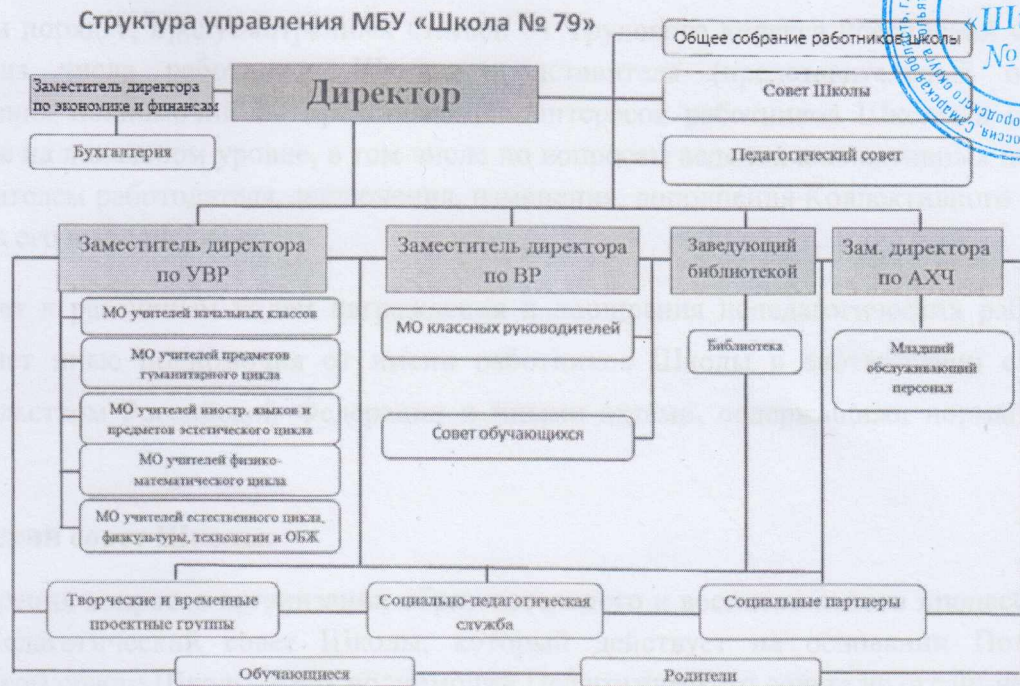 Структура управления МБУ «Школа № 79»
Общее собрание работников школы
Совет Школы
Педагогический совет
Директор
Заместитель директора
по экономике и финансам
Бухгалтерия
Заместитель директора
по УВР
МО учителей начальных классов
МО учителей предметов
гуманитарного цикла
МО учителей иностр. языков и
предметов эстетического цикла
МО учителей физико-
математического цикла
МО учителей естественного цикла,
физкультуры, технологии и ОБЖ
Заместитель директора
по ВР
МО классных руководителей
Совет обучающихся
Заведующий
библиотекой
Библиотека
Зам. директора
по АХЧ
Младший
обслуживающий
персонал
Творческие и временные
проектные группы
Социально-педагогическая
служба
Социальные партнеры
Обучающиеся
Родители
«Ш
№